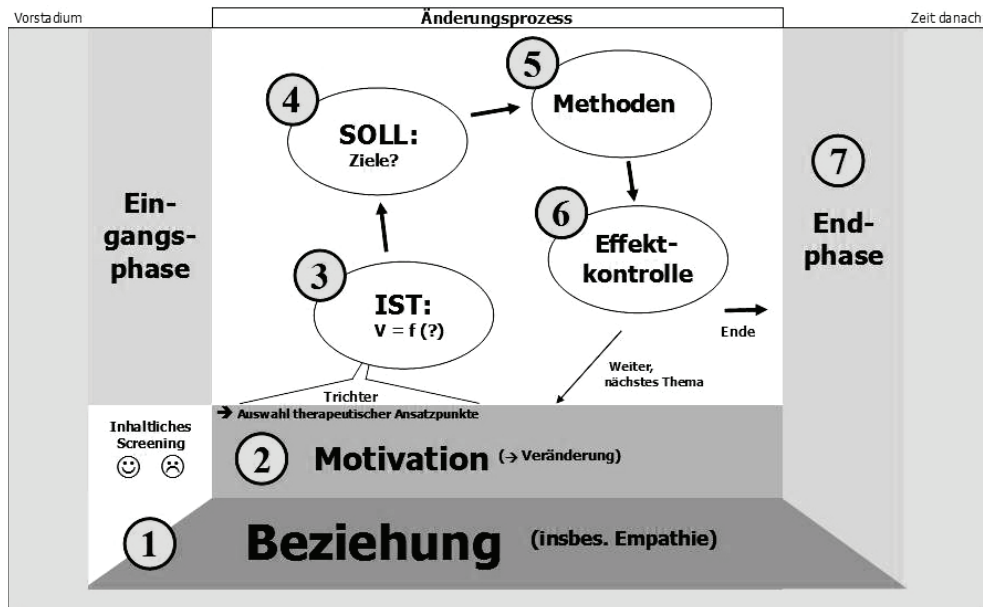 Vorstadium
Änderungsprozess
Zeit danach
Ein-
gangs-
phase
4
SOLL:
Ziele?
5
Methoden
3
IST:
V = f (?)
6
Effekt-
kontrolle
Ende
Weiter,
nächstes Thema
Trichter
7
End-
phase
Inhaltliches
Screening
➔ Auswahl therapeutischer Ansatzpunkte
2 Motivation (→ Veränderung)
1 Beziehung (insbes. Empathie)